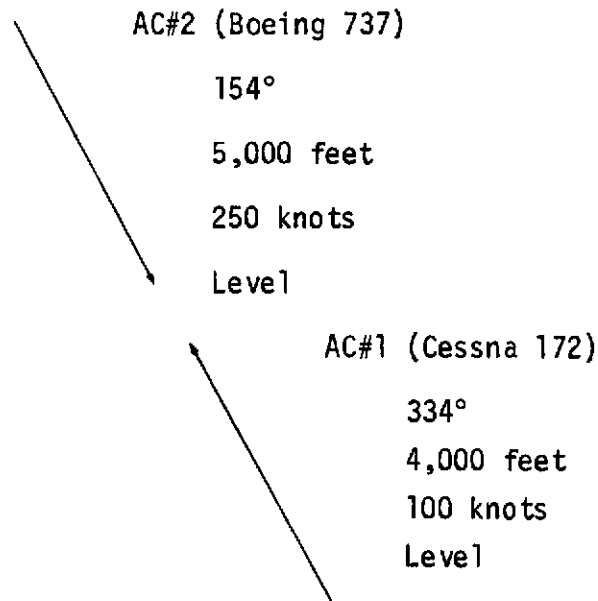 AC#2 (Boeing 737)
154°
5,000 feet
250 knots
Level
AC#1 (Cessna 172)
334°
4,000 feet
100 knots
Level